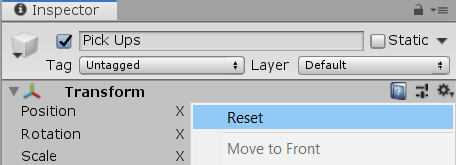 Inspector
Pick Ups Static
Tag Untagged Layer Default
Transform
Position X
Reset
Rotation X
Move to Front
Scale X